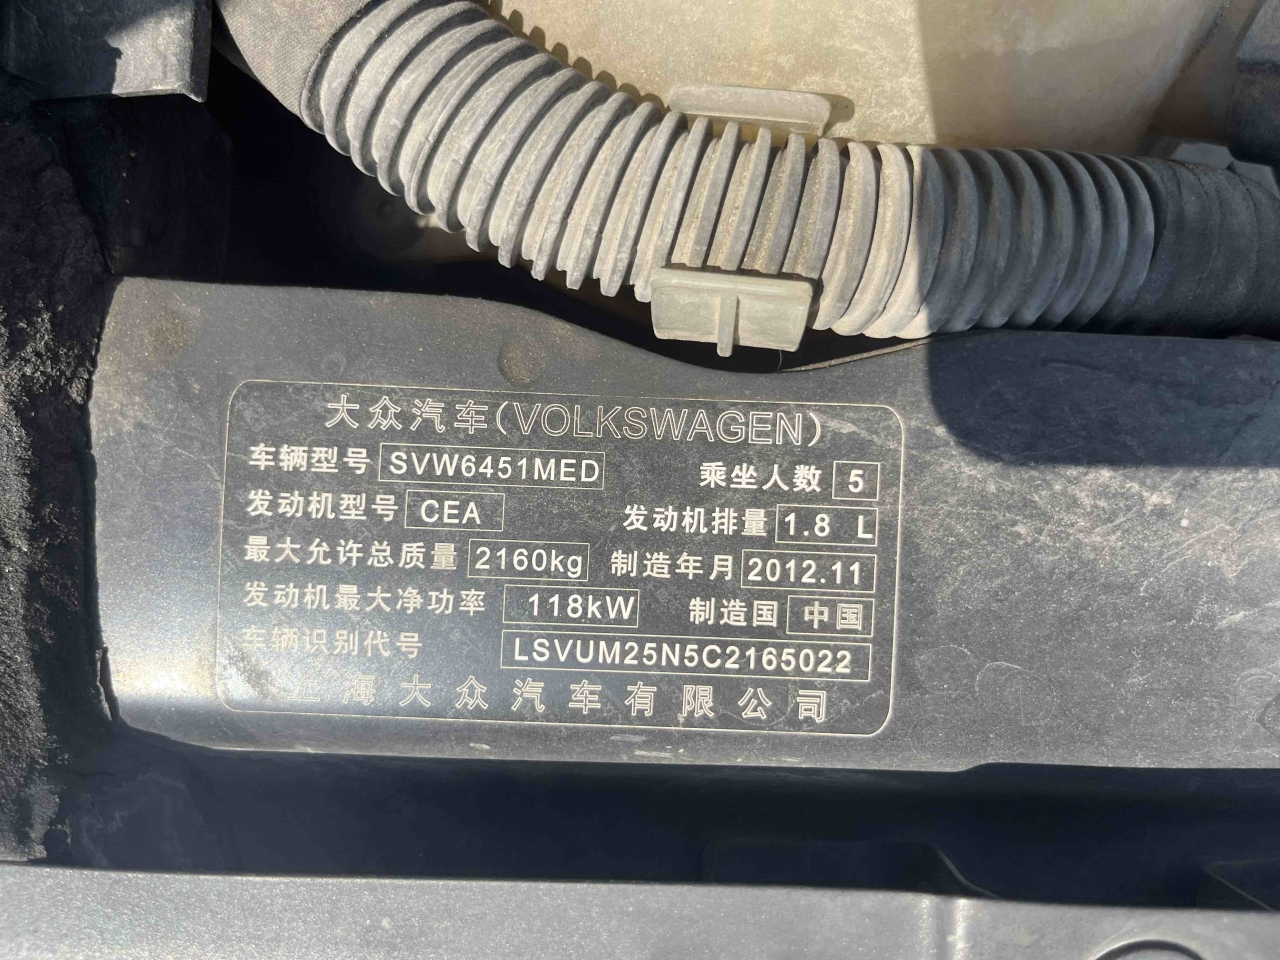 大众汽车(VOLKSWAGEN)
车辆型号 SVW6451MED 乘坐人数 5
发动机型号 CEA 发动机排量 1.8 L
最大允许总质量 2160kg 制造年月 2012.11
发动机最大净功率 118kW 制造国 中国
车辆识别代号 LSVUM25N5C2165022
上海大众汽车有限公司